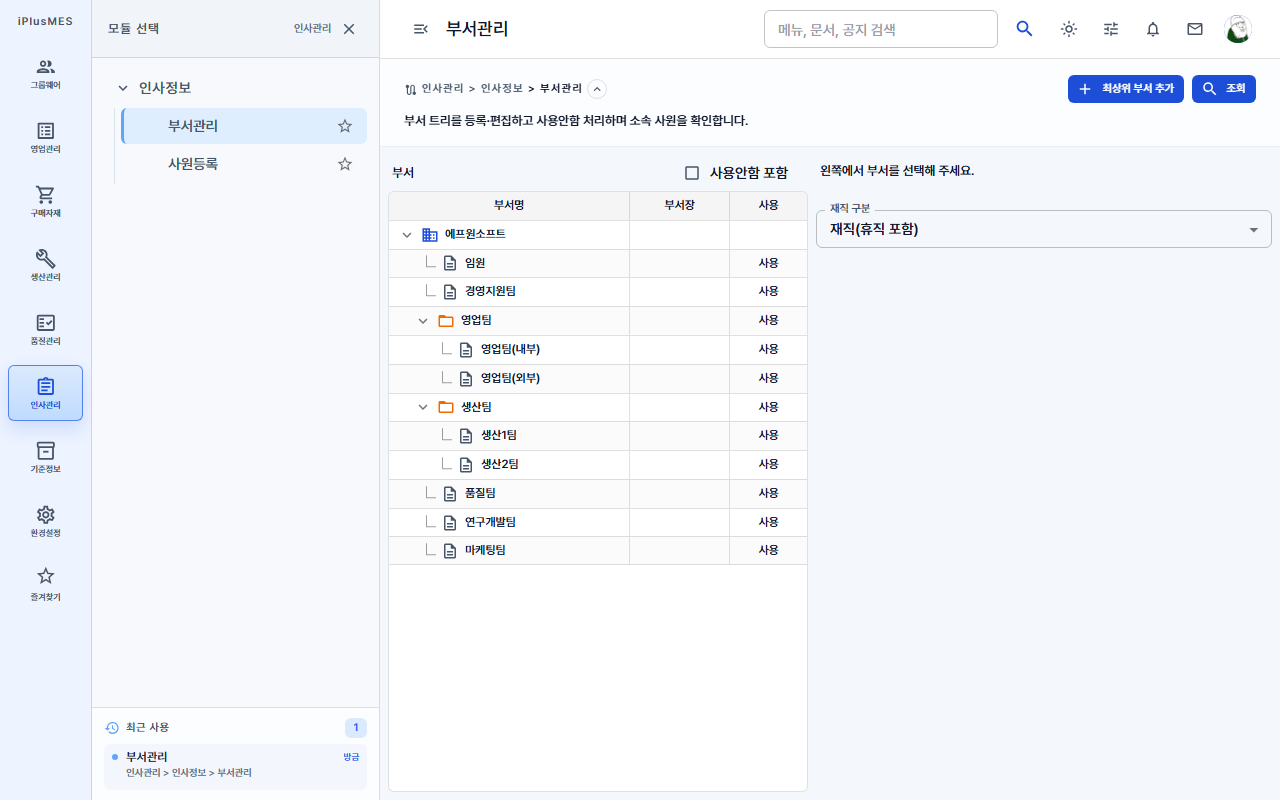 iPlusMES
그룹웨어
영업관리
구매자재
생산관리
품질관리
인사관리
기준정보
환경설정
즐겨찾기
모듈 선택
인사관리
인사정보
부서관리
사원등록
최근 사용
1
부서관리
방금
인사관리 > 인사정보 > 부서관리
부서관리
메뉴, 문서, 공지 검색
인사관리 > 인사정보 > 부서관리
최상위 부서 추가
조회
부서 트리를 등록·편집하고 사용안함 처리하며 소속 사원을 확인합니다.
부서
사용안함 포함
부서명 부서장 사용
에프원소프트
임원 사용
경영지원팀 사용
영업팀 사용
영업팀(내부) 사용
영업팀(외부) 사용
생산팀 사용
생산1팀 사용
생산2팀 사용
품질팀 사용
연구개발팀 사용
마케팅팀 사용
왼쪽에서 부서를 선택해 주세요.
재직 구분
재직(휴직 포함)